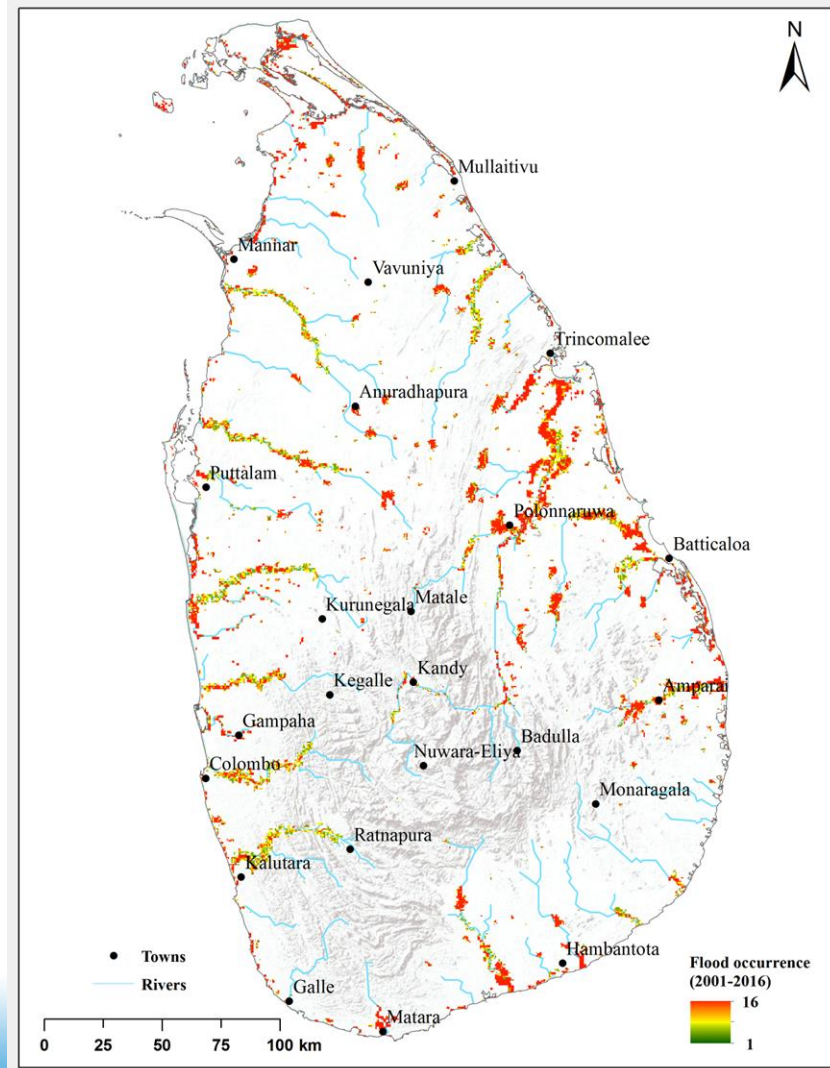 N
Mullaitivu
Mannar
Vavuniya
Trincomalee
Anuradhapura
Puttalam
Polonnaruwa
Batticaloa
Kurunegala
Matale
Kegalle
Kandy
Amparai
Gampaha
Badulla
Nuwara-Eliya
Colombo
Monaragala
Ratnapura
Kalutara
Towns
Rivers
Hambantota
Galle
Matara
Flood occurrence
(2001-2016)
16
1
0 25 50 75 100 km